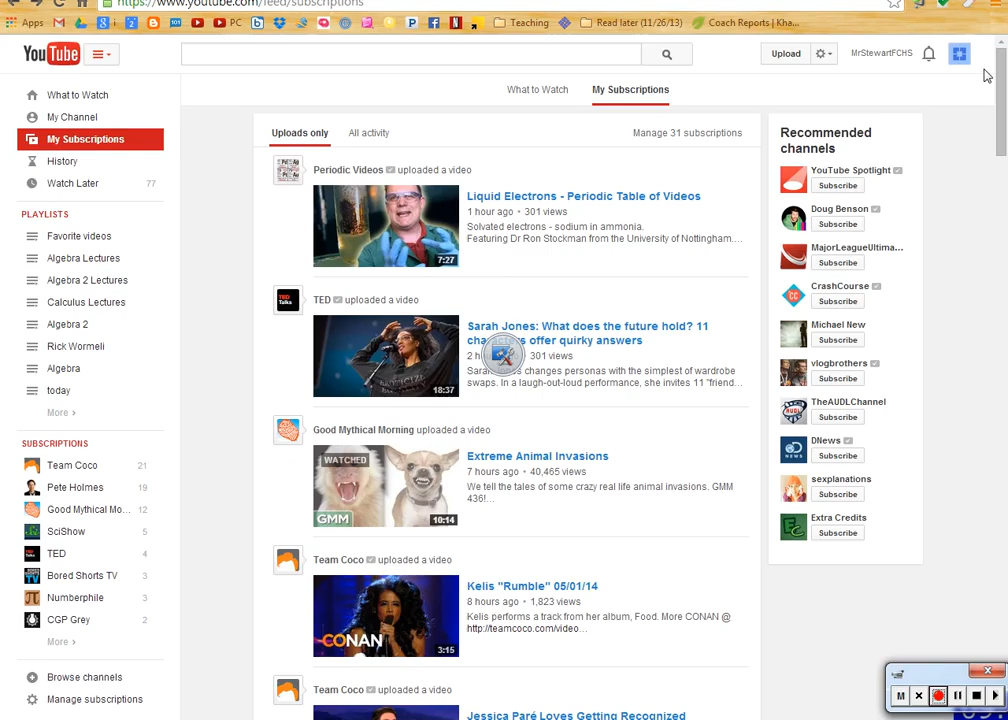 https://www.youtube.com/feed/subscriptions
Apps
PC
Teaching
Read later (11/26/13)
Coach Reports | Kha...
YouTube
Upload
MrStewartFCHS
What to Watch
My Channel
My Subscriptions
History
Watch Later 77
PLAYLISTS
Favorite videos
Algebra Lectures
Algebra 2 Lectures
Calculus Lectures
Algebra 2
Rick Wormeli
Algebra
today
More ›
SUBSCRIPTIONS
Team Coco 21
Pete Holmes 19
Good Mythical Mo... 12
SciShow 5
TED 4
Bored Shorts TV 3
Numberphile 3
CGP Grey 2
More ›
Browse channels
Manage subscriptions
What to Watch My Subscriptions
Uploads only All activity Manage 31 subscriptions
Periodic Videos uploaded a video
7:27
Liquid Electrons - Periodic Table of Videos
1 hour ago • 301 views
Solvated electrons - sodium in ammonia.
Featuring Dr Ron Stockman from the University of Nottingham....
TED uploaded a video
18:37
Sarah Jones: What does the future hold? 11
offer quirky answers
301 views
changes personas with the simplest of wardrobe
swaps. In a laugh-out-loud performance, she invites 11 "friend...
Good Mythical Morning uploaded a video
WATCHED
GMM
10:14
Extreme Animal Invasions
7 hours ago • 40,465 views
We tell the tales of some crazy real life animal invasions. GMM
436!...
Team Coco uploaded a video
CONAN
3:15
Kelis "Rumble" 05/01/14
8 hours ago • 1,823 views
Kelis performs a track from her album, Food. More CONAN @
http://teamcoco.com/video...
Team Coco uploaded a video
Jessica Paré Loves Getting Recognized
Recommended
channels
YouTube Spotlight
Subscribe
Doug Benson
Subscribe
MajorLeagueUltima...
Subscribe
CrashCourse
Subscribe
Michael New
Subscribe
vlogbrothers
Subscribe
TheAUDLChannel
Subscribe
DNews
Subscribe
sexplanations
Subscribe
Extra Credits
Subscribe
M